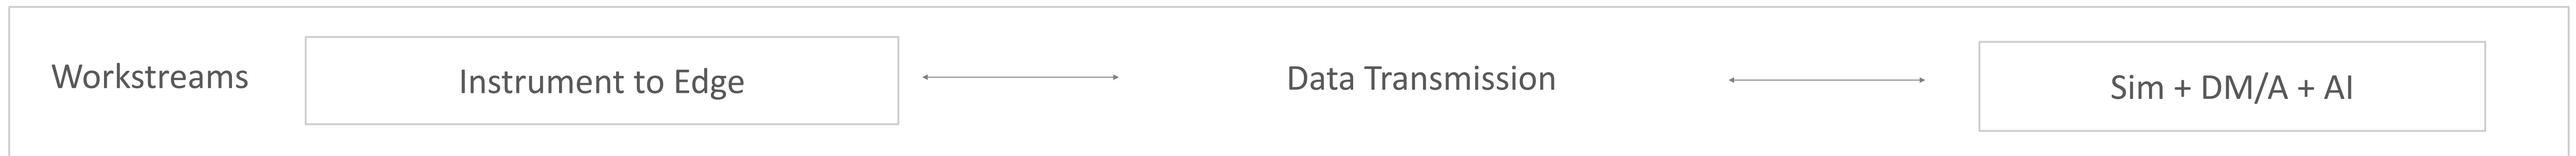 Workstreams
Instrument to Edge
Data Transmission
Sim + DM/A + AI